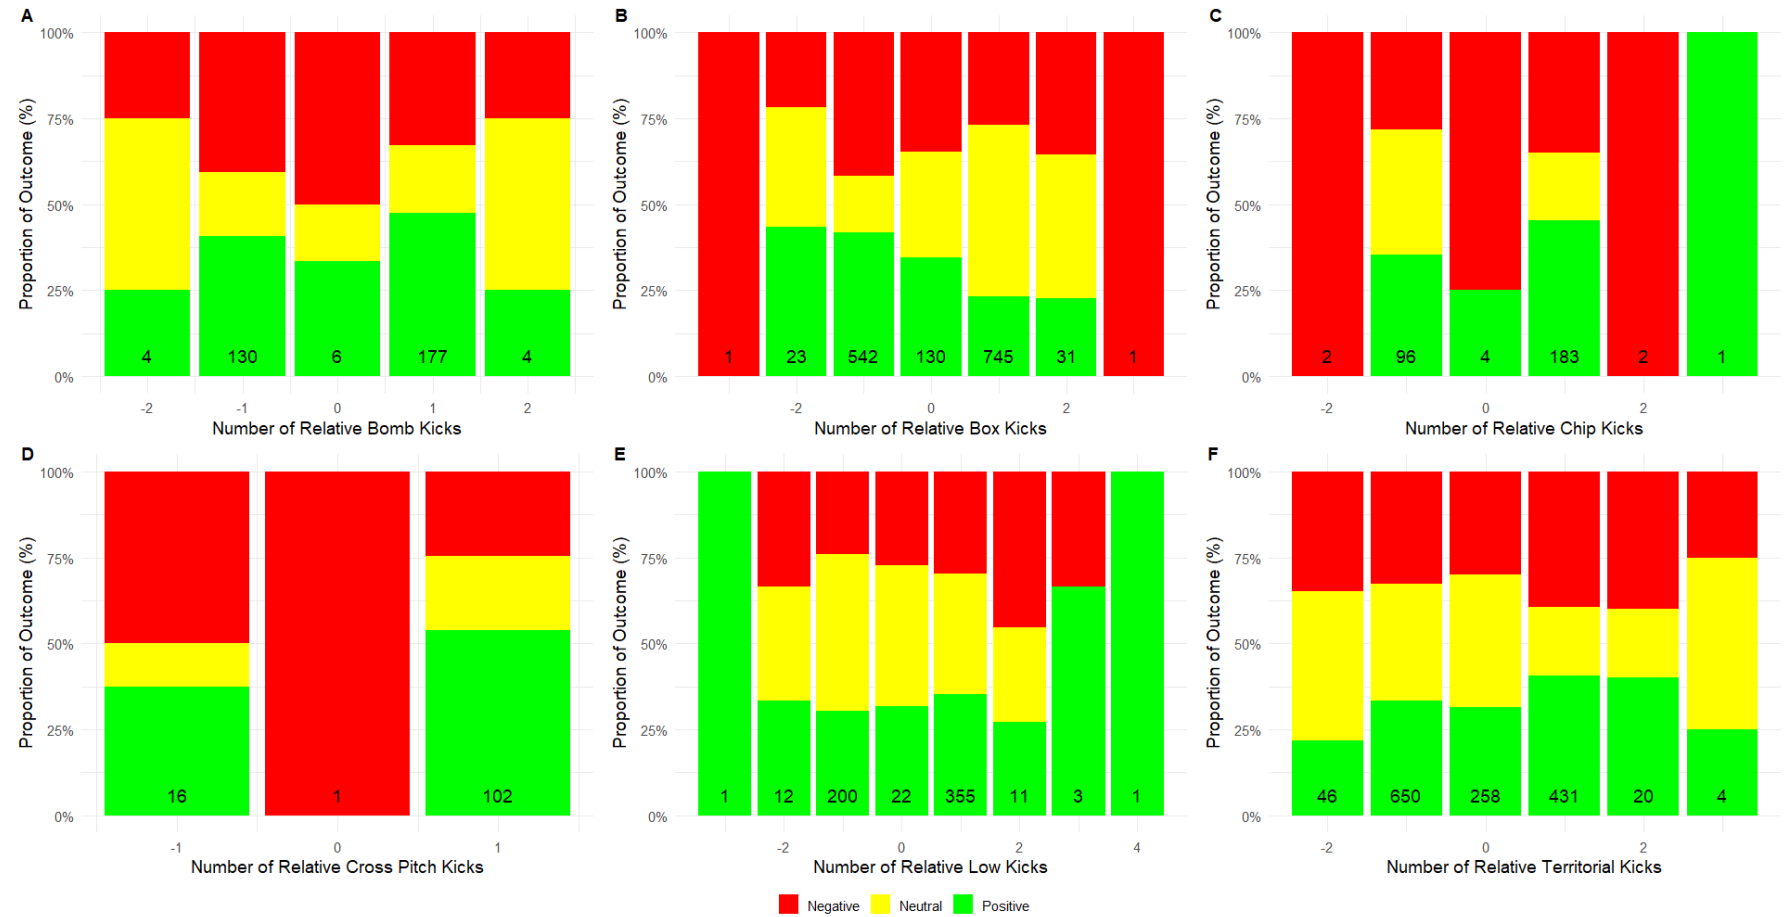 A
Proportion of Outcome (%)
100%
75%
50%
25%
0%
4 130 6 177 4
-2 -1 0 1 2
Number of Relative Bomb Kicks
B
Proportion of Outcome (%)
100%
75%
50%
25%
0%
1 23 542 130 745 31 1
-2 0 2
Number of Relative Box Kicks
C
Proportion of Outcome (%)
100%
75%
50%
25%
0%
2 96 4 183 2 1
-2 0 2
Number of Relative Chip Kicks
D
Proportion of Outcome (%)
100%
75%
50%
25%
0%
16 1 102
-1 0 1
Number of Relative Cross Pitch Kicks
E
Proportion of Outcome (%)
100%
75%
50%
25%
0%
1 12 200 22 355 11 3 1
-2 0 2 4
Number of Relative Low Kicks
F
Proportion of Outcome (%)
100%
75%
50%
25%
0%
46 650 258 431 20 4
-2 0 2
Number of Relative Territorial Kicks
Negative Neutral Positive